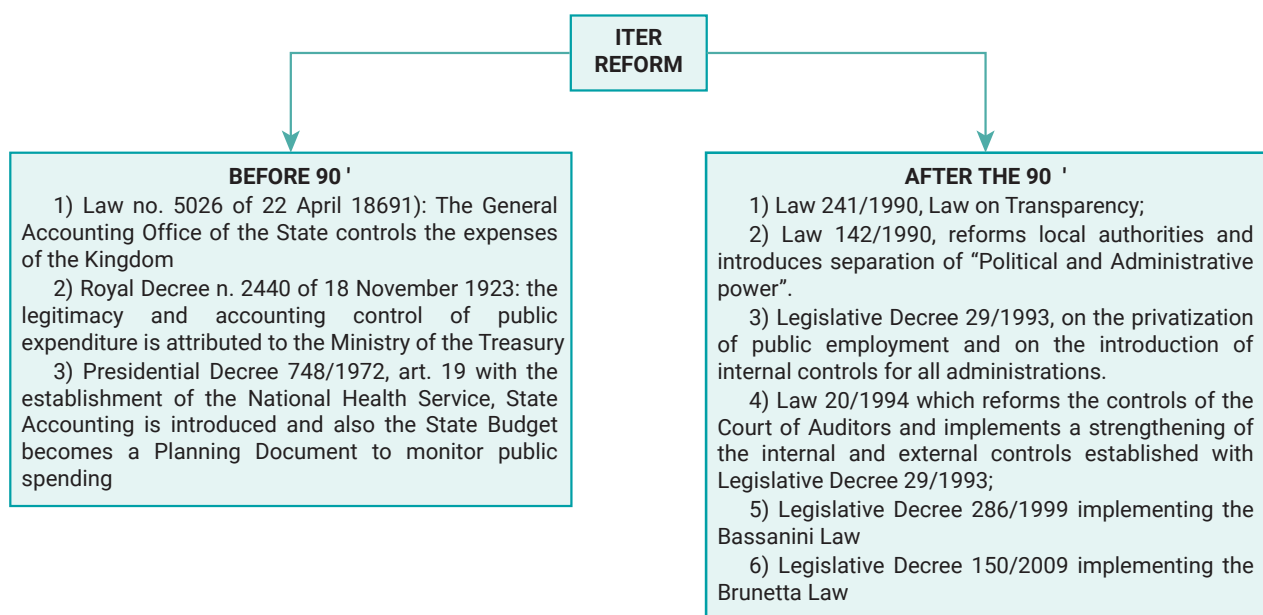 ITER
REFORM
BEFORE 90 '
1) Law no. 5026 of 22 April 18691): The General
Accounting Office of the State controls the expenses
of the Kingdom
2) Royal Decree n. 2440 of 18 November 1923: the
legitimacy and accounting control of public
expenditure is attributed to the Ministry of the Treasury
3) Presidential Decree 748/1972, art. 19 with the
establishment of the National Health Service, State
Accounting is introduced and also the State Budget
becomes a Planning Document to monitor public
spending
AFTER THE 90 '
1) Law 241/1990, Law on Transparency;
2) Law 142/1990, reforms local authorities and
introduces separation of “Political and Administrative
power”.
3) Legislative Decree 29/1993, on the privatization
of public employment and on the introduction of
internal controls for all administrations.
4) Law 20/1994 which reforms the controls of the
Court of Auditors and implements a strengthening of
the internal and external controls established with
Legislative Decree 29/1993;
5) Legislative Decree 286/1999 implementing the
Bassanini Law
6) Legislative Decree 150/2009 implementing the
Brunetta Law